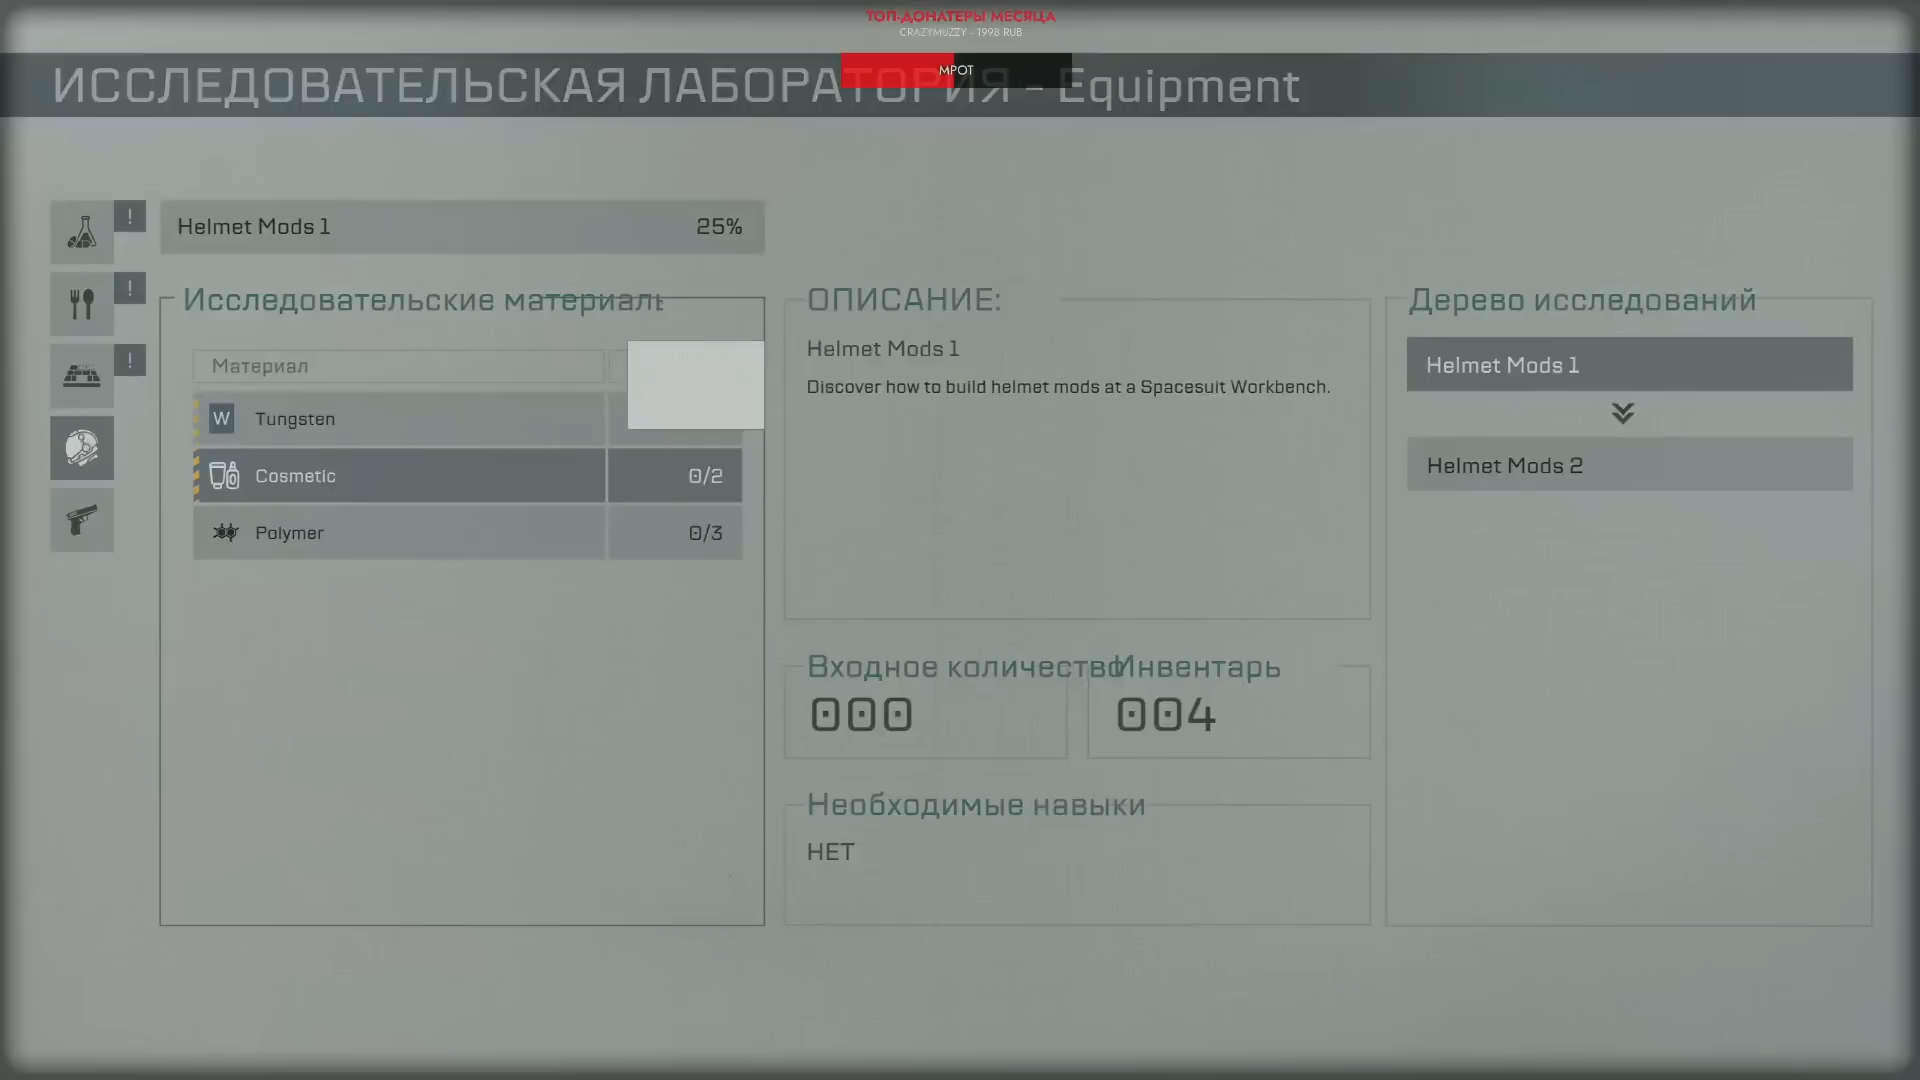 ТОП-ДОНАТЕРЫ МЕСЯЦА
CRAZYMUZZY - 1998 RUB
МРОТ
ИССЛЕДОВАТЕЛЬСКАЯ ЛАБОРАТОРИЯ - Equipment
!
Helmet Mods 1 25%
!
!
Исследовательские материалы
Материал
W Tungsten
Cosmetic 0/2
Polymer 0/3
ОПИСАНИЕ:
Helmet Mods 1
Discover how to build helmet mods at a Spacesuit Workbench.
Входное количество
000
Инвентарь
004
Необходимые навыки
НЕТ
Дерево исследований
Helmet Mods 1
Helmet Mods 2